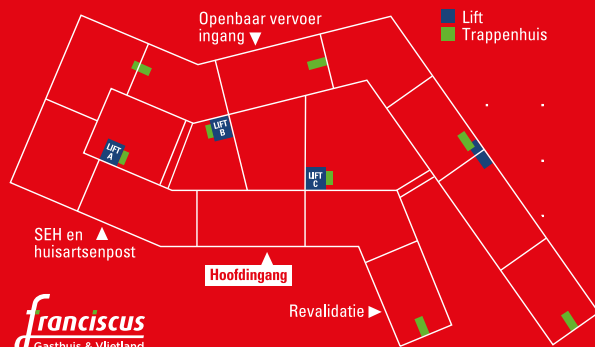 Openbaar vervoer
ingang
Lift
Trappenhuis
LIFT
B
LIFT
A
LIFT
C
SEH en
huisartsenpost
Hoofdingang
Revalidatie
franciscus
Gasthuis & Vlietland